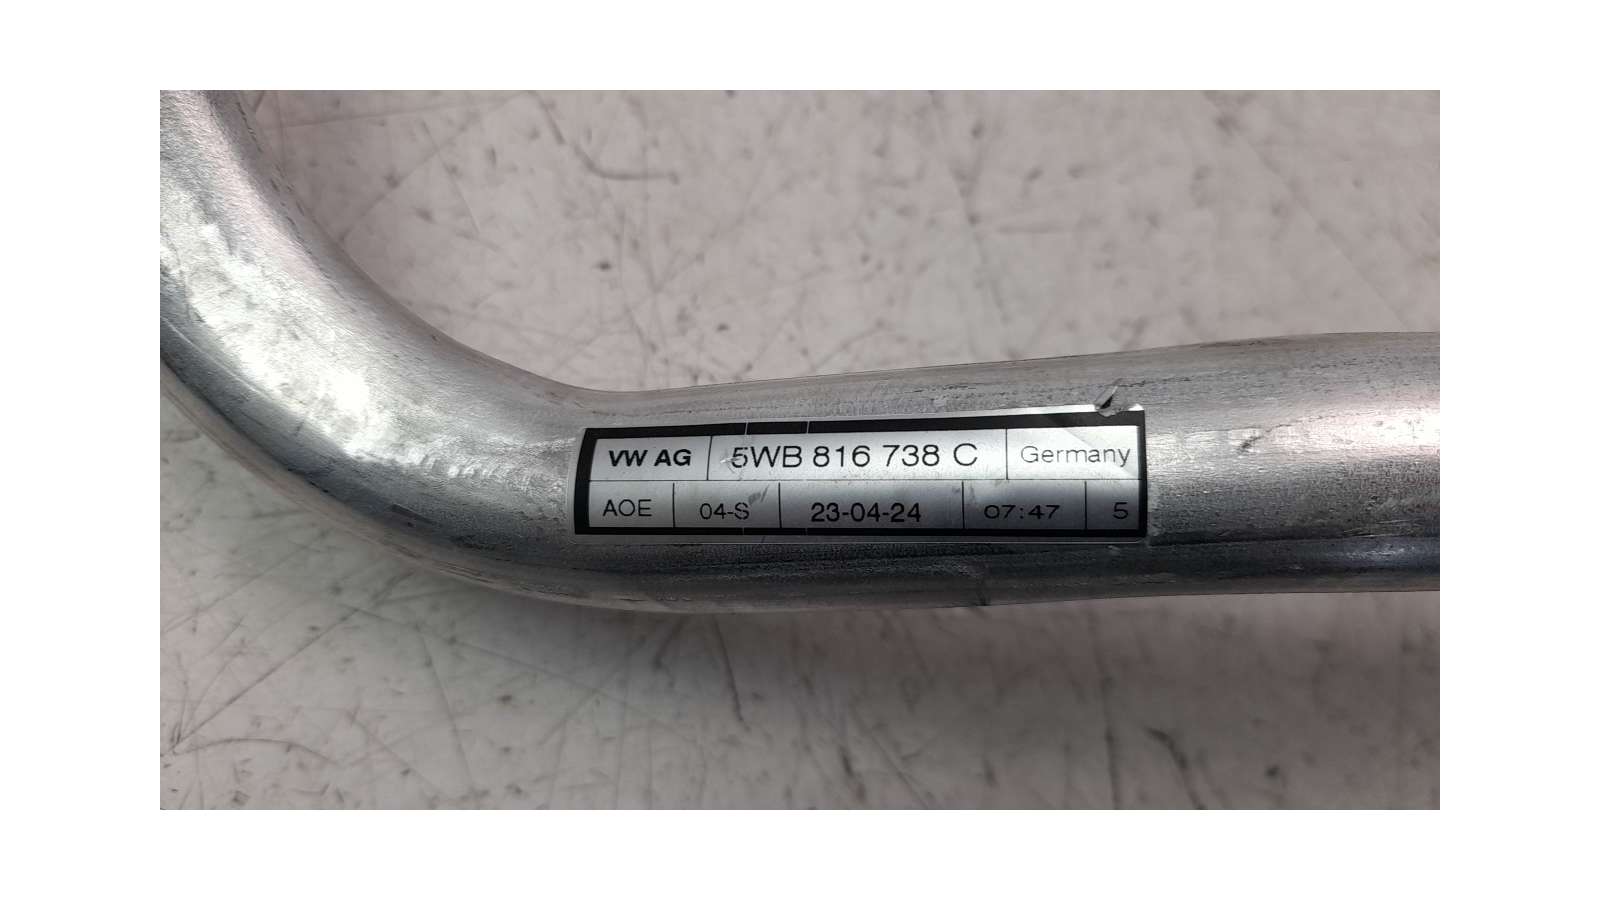 VW AG 5WB 816 738 C Germany
AOE 04-S 23-04-24 07:47 5